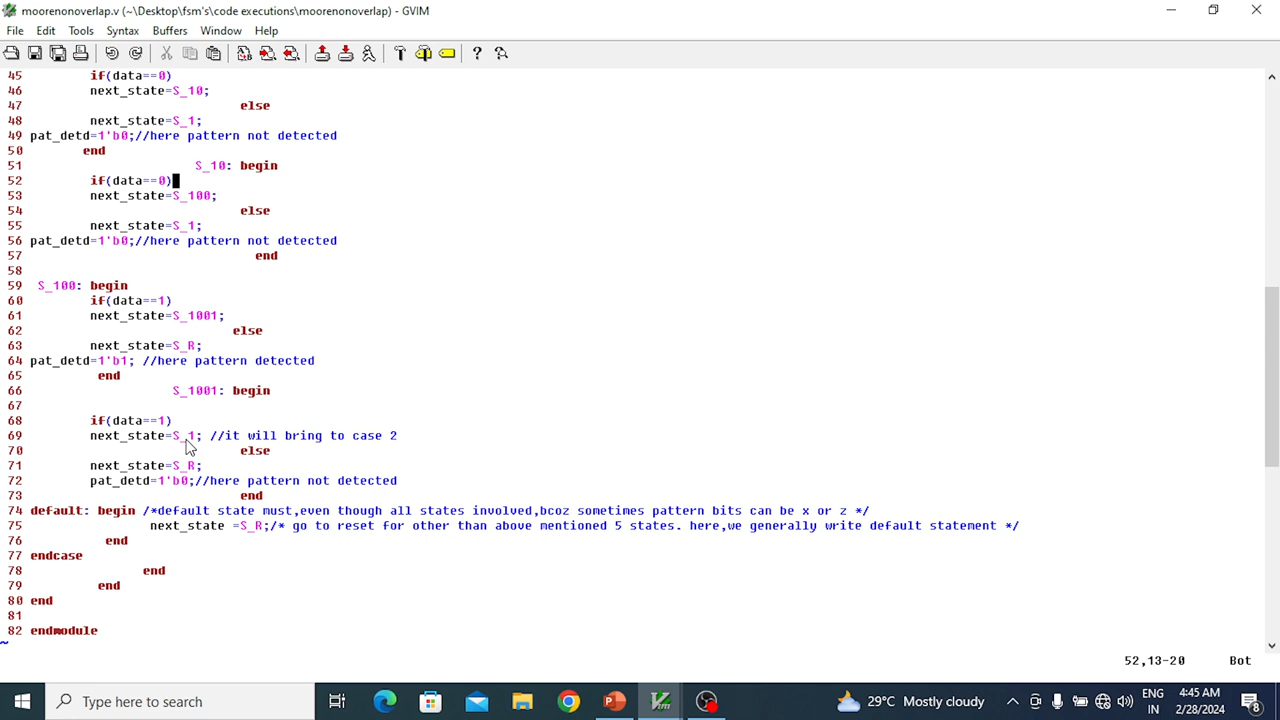 moorenonoverlap.v (~\Desktop\fsm's\code executions\moorenonoverlap) - GVIM
File Edit Tools Syntax Buffers Window Help
45 if(data==0)
46 next_state=S_10;
47 else
48 next_state=S_1;
49 pat_detd=1'b0;//here pattern not detected
50 end
51 S_10: begin
52 if(data==0)
53 next_state=S_100;
54 else
55 next_state=S_1;
56 pat_detd=1'b0;//here pattern not detected
57 end
58
59 S_100: begin
60 if(data==1)
61 next_state=S_1001;
62 else
63 next_state=S_R;
64 pat_detd=1'b1; //here pattern detected
65 end
66 S_1001: begin
67
68 if(data==1)
69 next_state=S_1; //it will bring to case 2
70 else
71 next_state=S_R;
72 pat_detd=1'b0;//here pattern not detected
73 end
74 default: begin /*default state must,even though all states involved,bcoz sometimes pattern bits can be x or z */
75 next_state =S_R;/* go to reset for other than above mentioned 5 states. here,we generally write default statement */
76 end
77 endcase
78 end
79 end
80 end
81
82 endmodule
~
52,13-20 Bot
Type here to search
29°C Mostly cloudy
ENG
IN
4:45 AM
2/28/2024
8